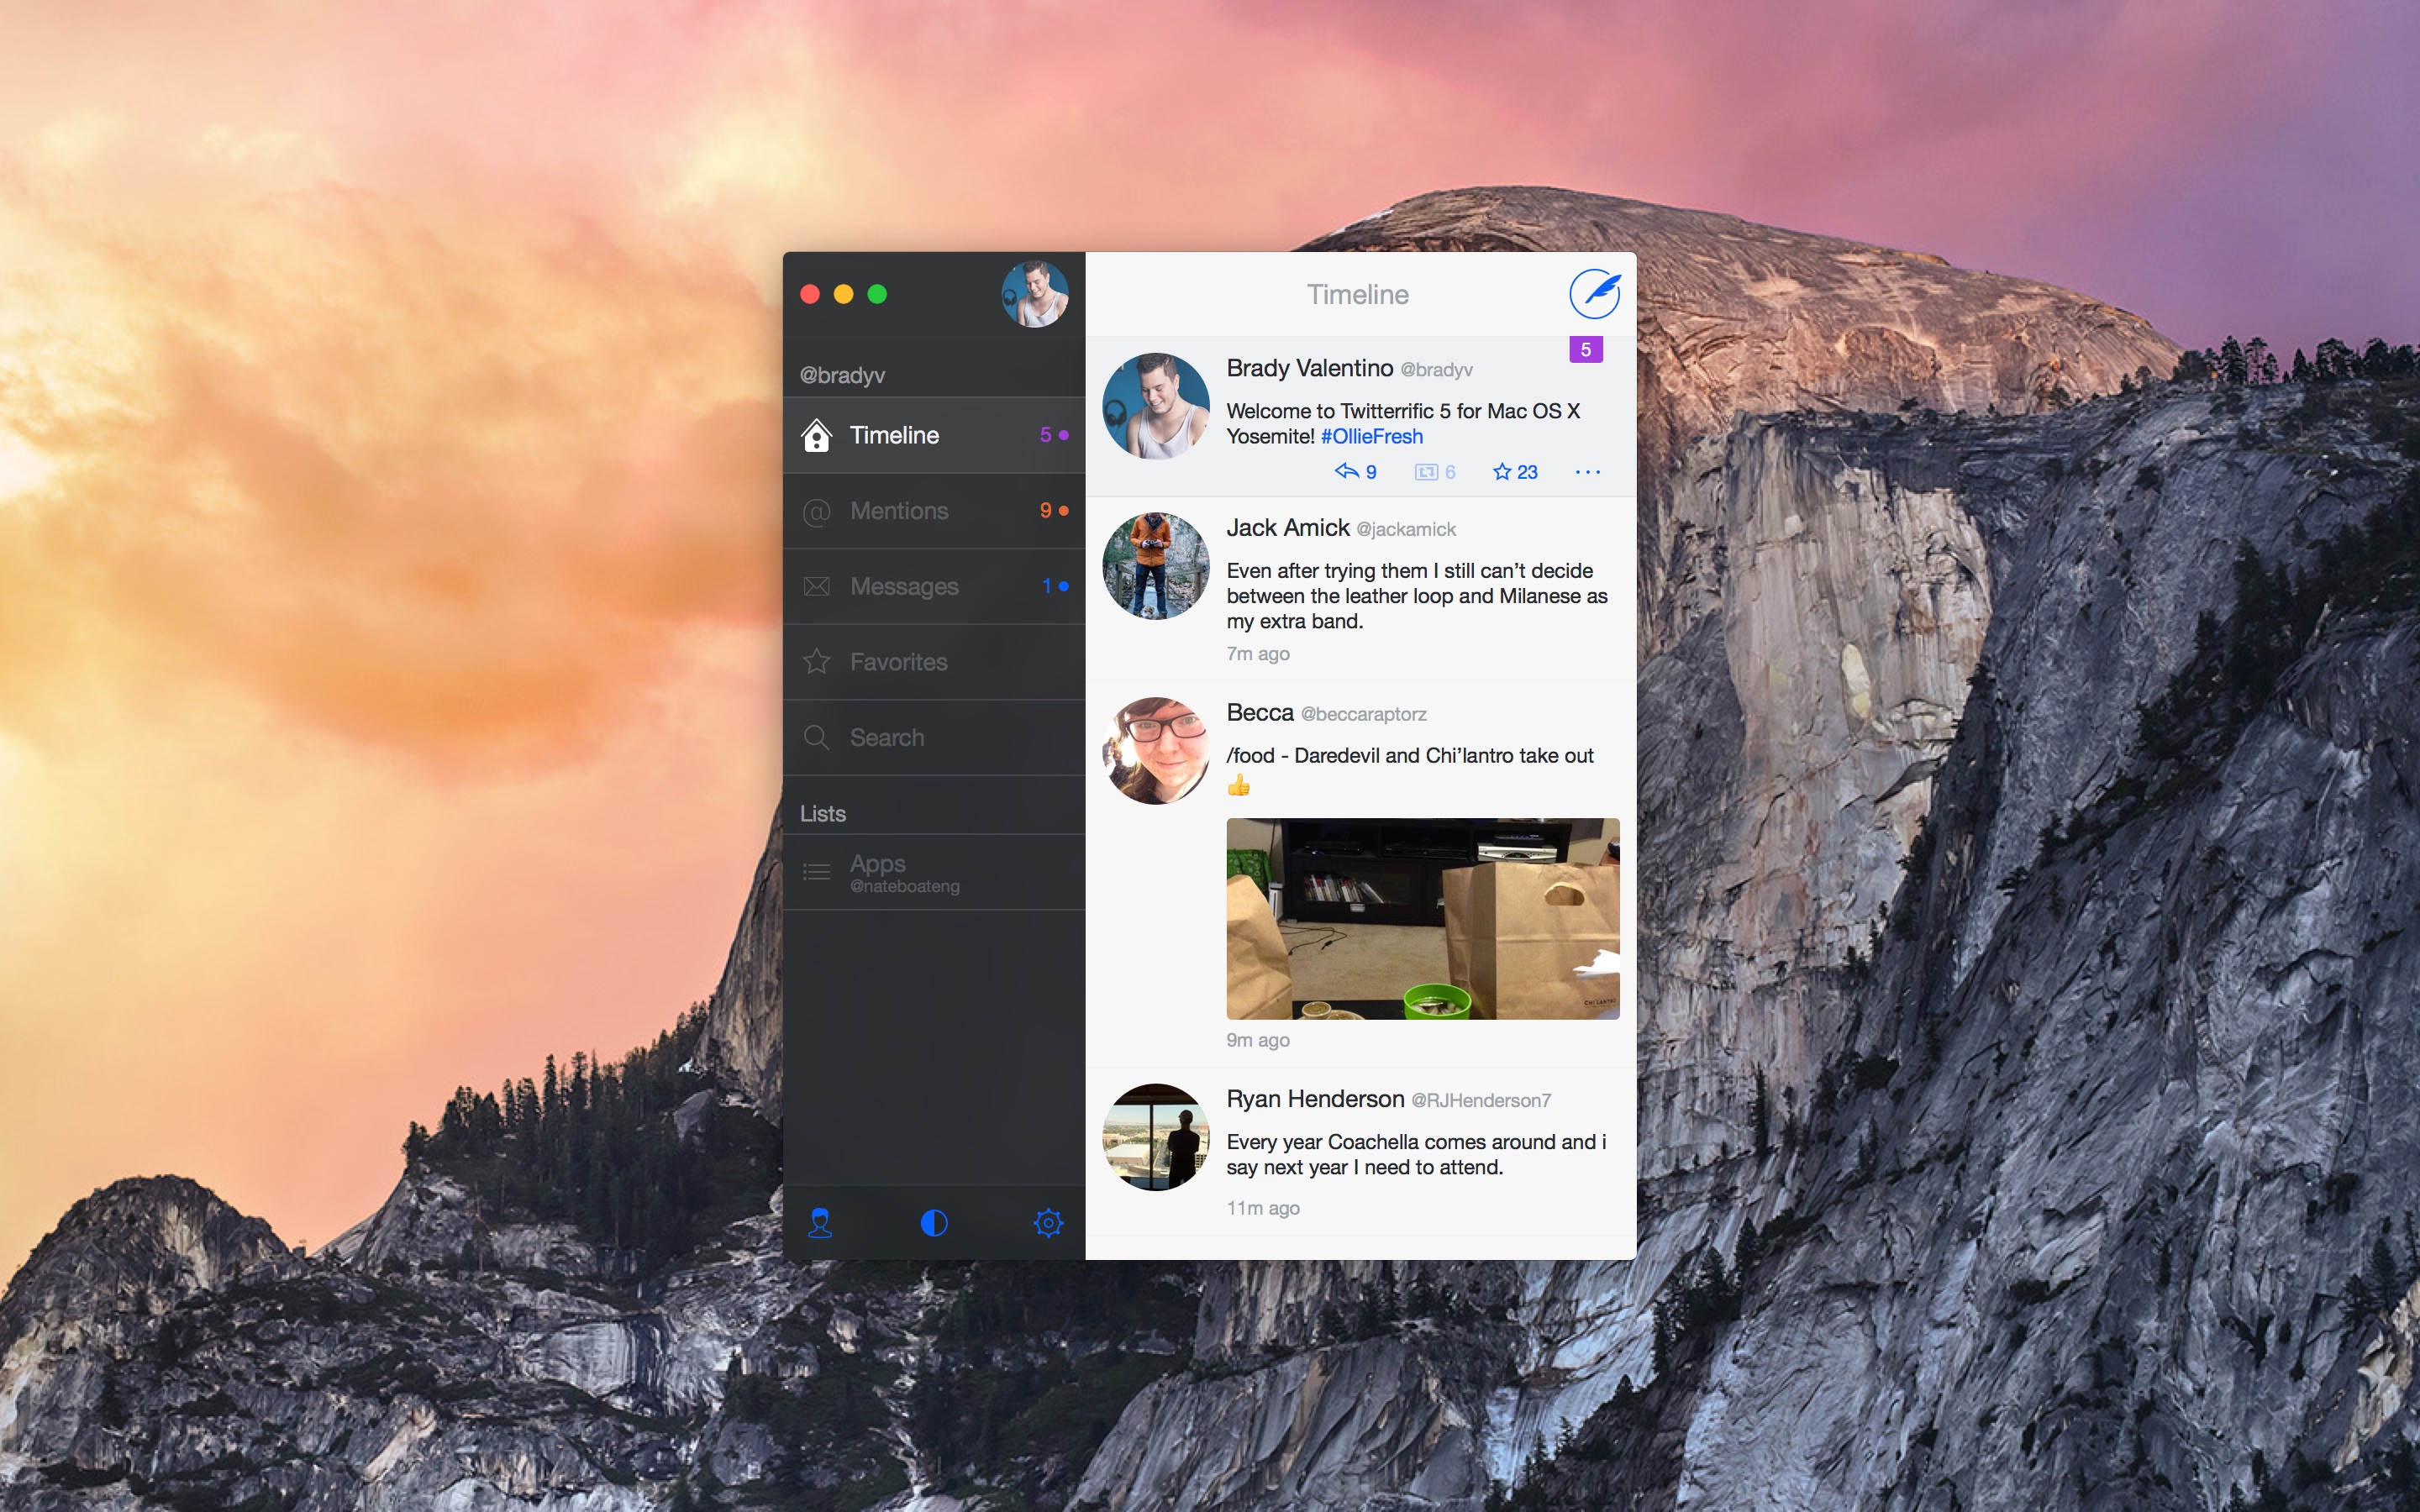 @bradyv
Timeline 5
@ Mentions 9
Messages 1
Favorites
Search
Lists
Apps
@nateboateng
Timeline
5
Brady Valentino @bradyv
Welcome to Twitterrific 5 for Mac OS X
Yosemite! #OllieFresh
9 6 23 ...
Jack Amick @jackamick
Even after trying them I still can’t decide
between the leather loop and Milanese as
my extra band.
7m ago
Becca @beccaraptorz
/food - Daredevil and Chi’lantro take out
👍
CHI'LANTRO
9m ago
Ryan Henderson @RJHenderson7
Every year Coachella comes around and i
say next year I need to attend.
11m ago